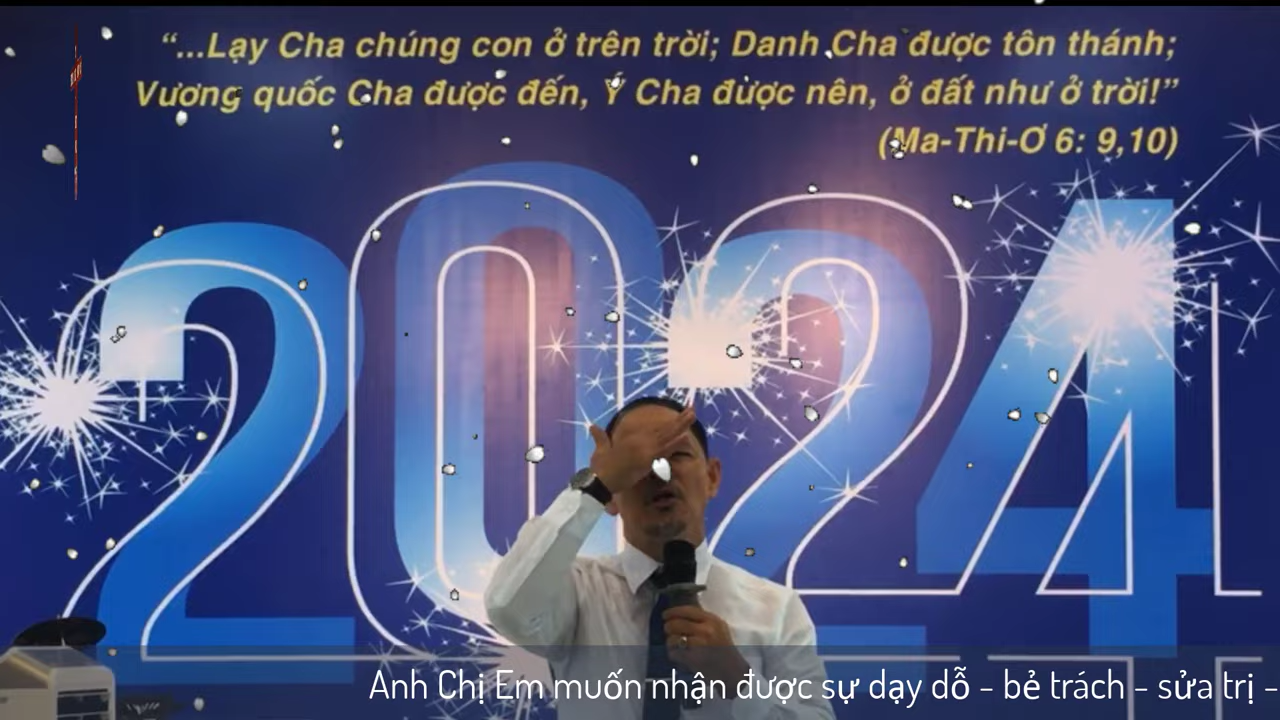 “...Lạy Cha chúng con ở trên trời; Danh Cha được tôn thánh;
Vương quốc Cha được đến, Ý Cha được nên, ở đất như ở trời!”
(Ma-Thi-Ơ 6: 9,10)
2024
Anh Chị Em muốn nhận được sự dạy dỗ - bẻ trách - sửa trị -